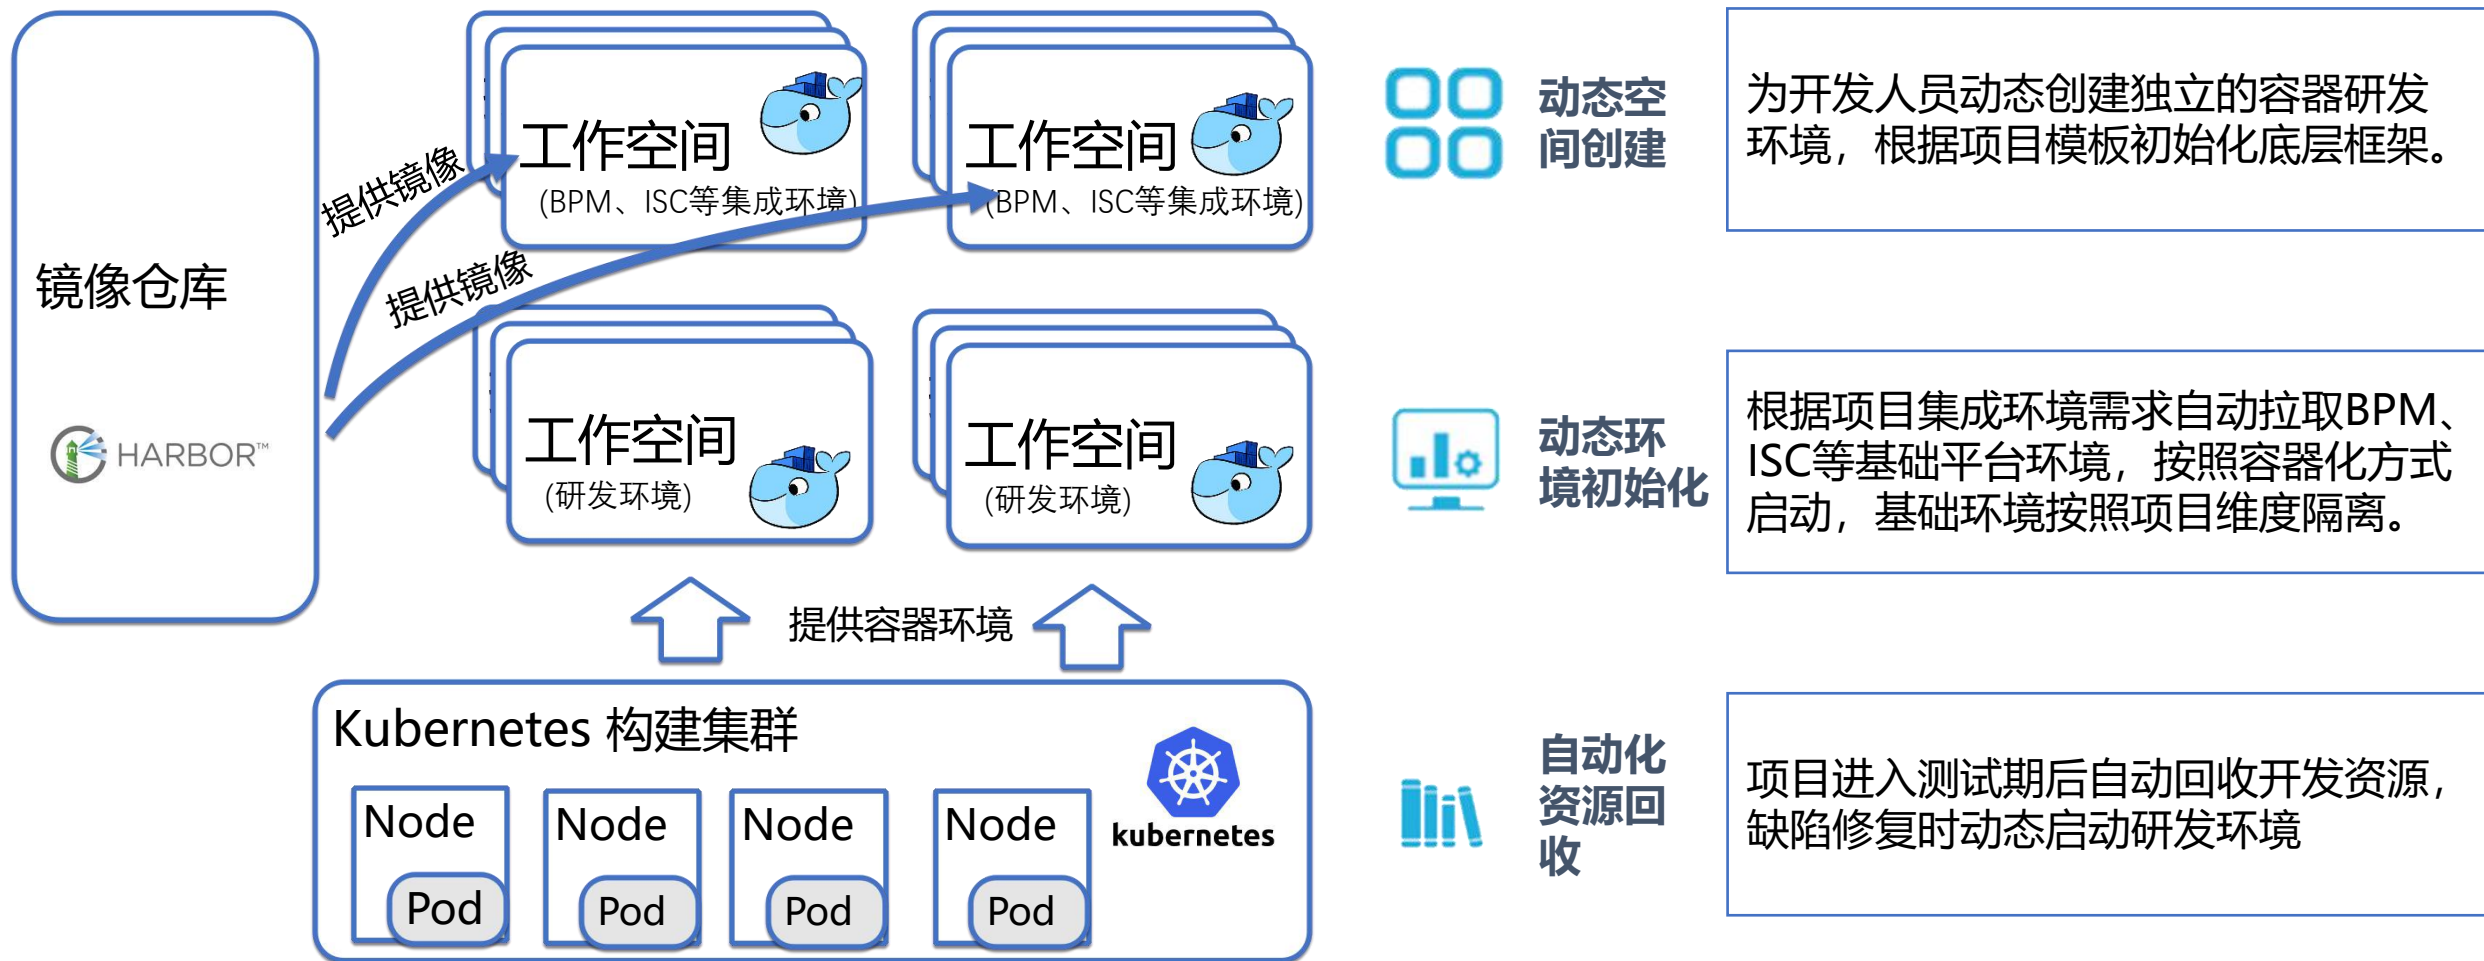 镜像仓库
HARBOR™
提供镜像
提供镜像
工作空间
(BPM、ISC等集成环境)
工作空间
(BPM、ISC等集成环境)
工作空间
(研发环境)
工作空间
(研发环境)
提供容器环境
Kubernetes 构建集群
Node
Pod
Node
Pod
Node
Pod
Node
Pod
kubernetes
动态空
间创建
为开发人员动态创建独立的容器研发
环境，根据项目模板初始化底层框架。
动态环
境初始化
根据项目集成环境需求自动拉取BPM、
ISC等基础平台环境，按照容器化方式
启动，基础环境按照项目维度隔离。
自动化
资源回
收
项目进入测试期后自动回收开发资源，
缺陷修复时动态启动研发环境